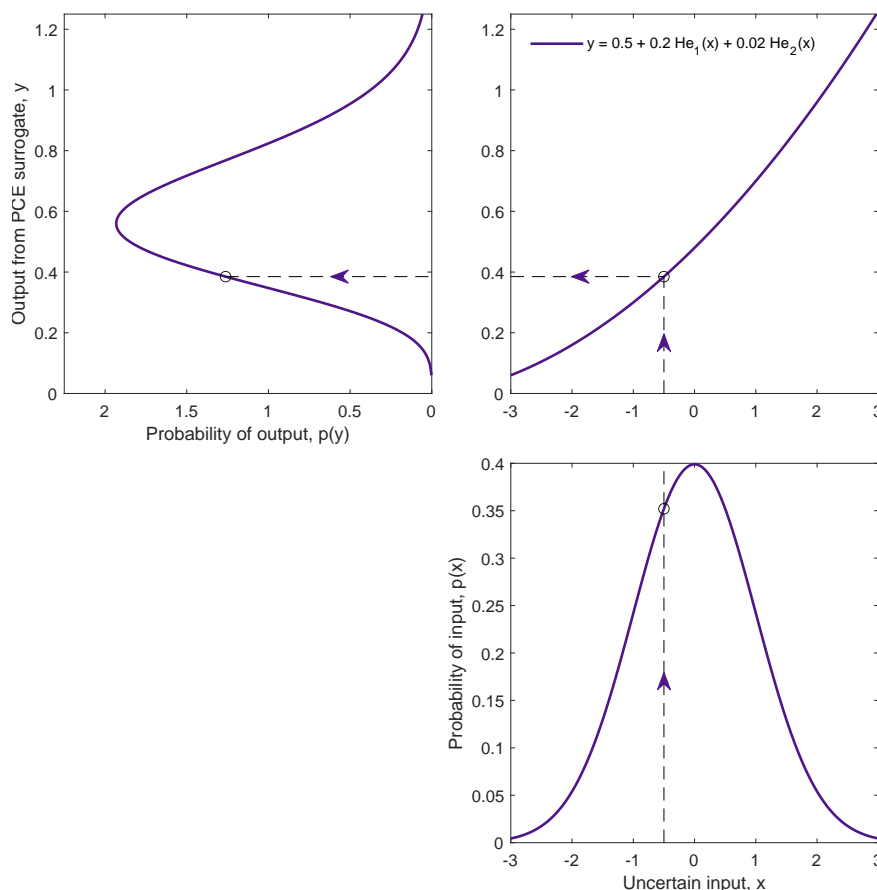 Output from PCE surrogate, y
1.2
1
0.8
0.6
0.4
0.2
0
2 1.5 1 0.5 0
Probability of output, p(y)
y = 0.5 + 0.2 He1(x) + 0.02 He2(x)
1.2
1
0.8
0.6
0.4
0.2
0
-3 -2 -1 0 1 2 3
Probability of input, p(x)
0.4
0.35
0.3
0.25
0.2
0.15
0.1
0.05
0
-3 -2 -1 0 1 2 3
Uncertain input, x